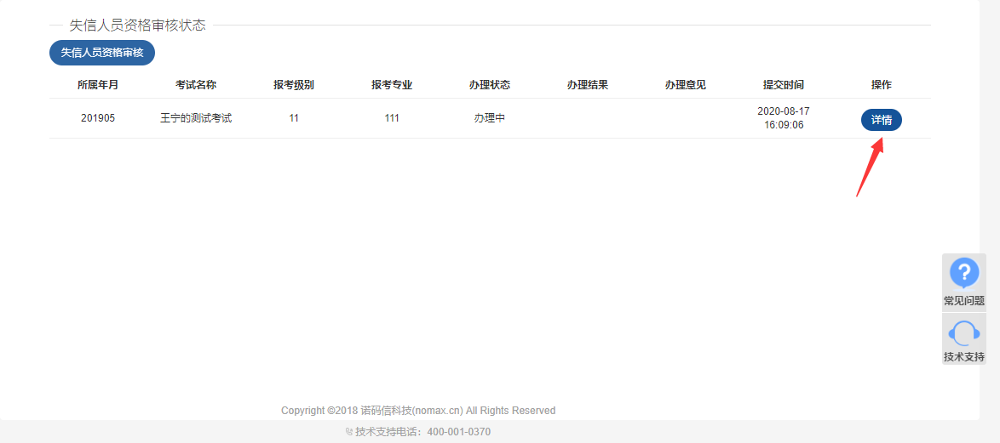 失信人员资格审核状态
失信人员资格审核
所属年月 考试名称 报考级别 报考专业 办理状态 办理结果 办理意见 提交时间 操作
201905 王宁的测试考试 11 111 办理中 2020-08-17 16:09:06 详情
常见问题
技术支持
Copyright ©2018 诺码信科技(nomax.cn) All Rights Reserved
技术支持电话：400-001-0370